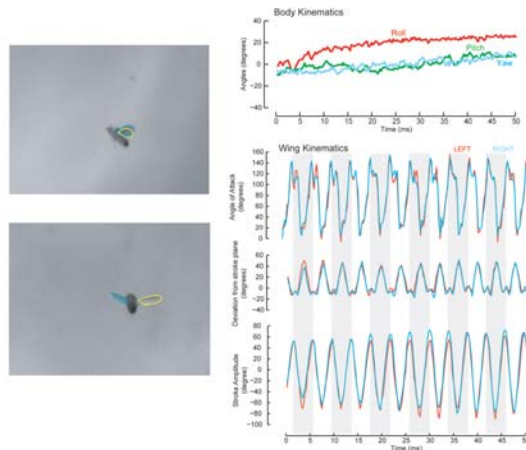 Body Kinematics
Angles (degrees)
40
20
0
−20
−40
Roll
Pitch
Yaw
0 5 10 15 20 25 30 35 40 45 50
Time (ms)
Wing Kinematics
LEFT RIGHT
Angle of Attack
(degrees)
160
140
120
100
80
60
40
20
0
Deviation from stroke plane
(degrees)
60
40
20
0
−20
−40
Stroke Amplitude
(degrees)
80
60
40
20
0
−20
−40
−60
−80
−100
0 5 10 15 20 25 30 35 40 45 50
Time (ms)